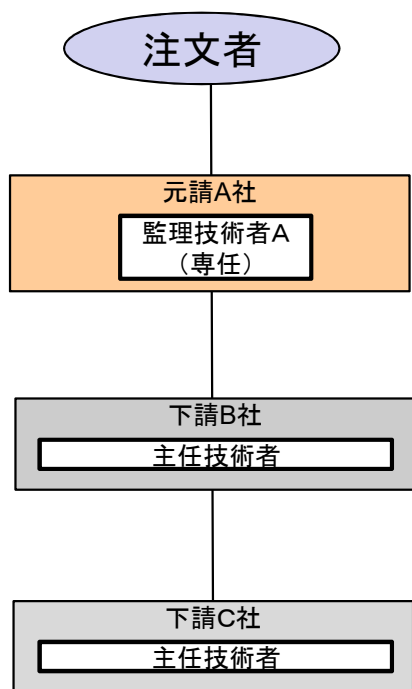 注文者
元請A社
監理技術者A
（専任）
下請B社
主任技術者
下請C社
主任技術者